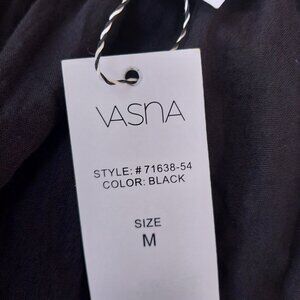 VASNA
STYLE: # 71638-54
COLOR: BLACK
SIZE
M